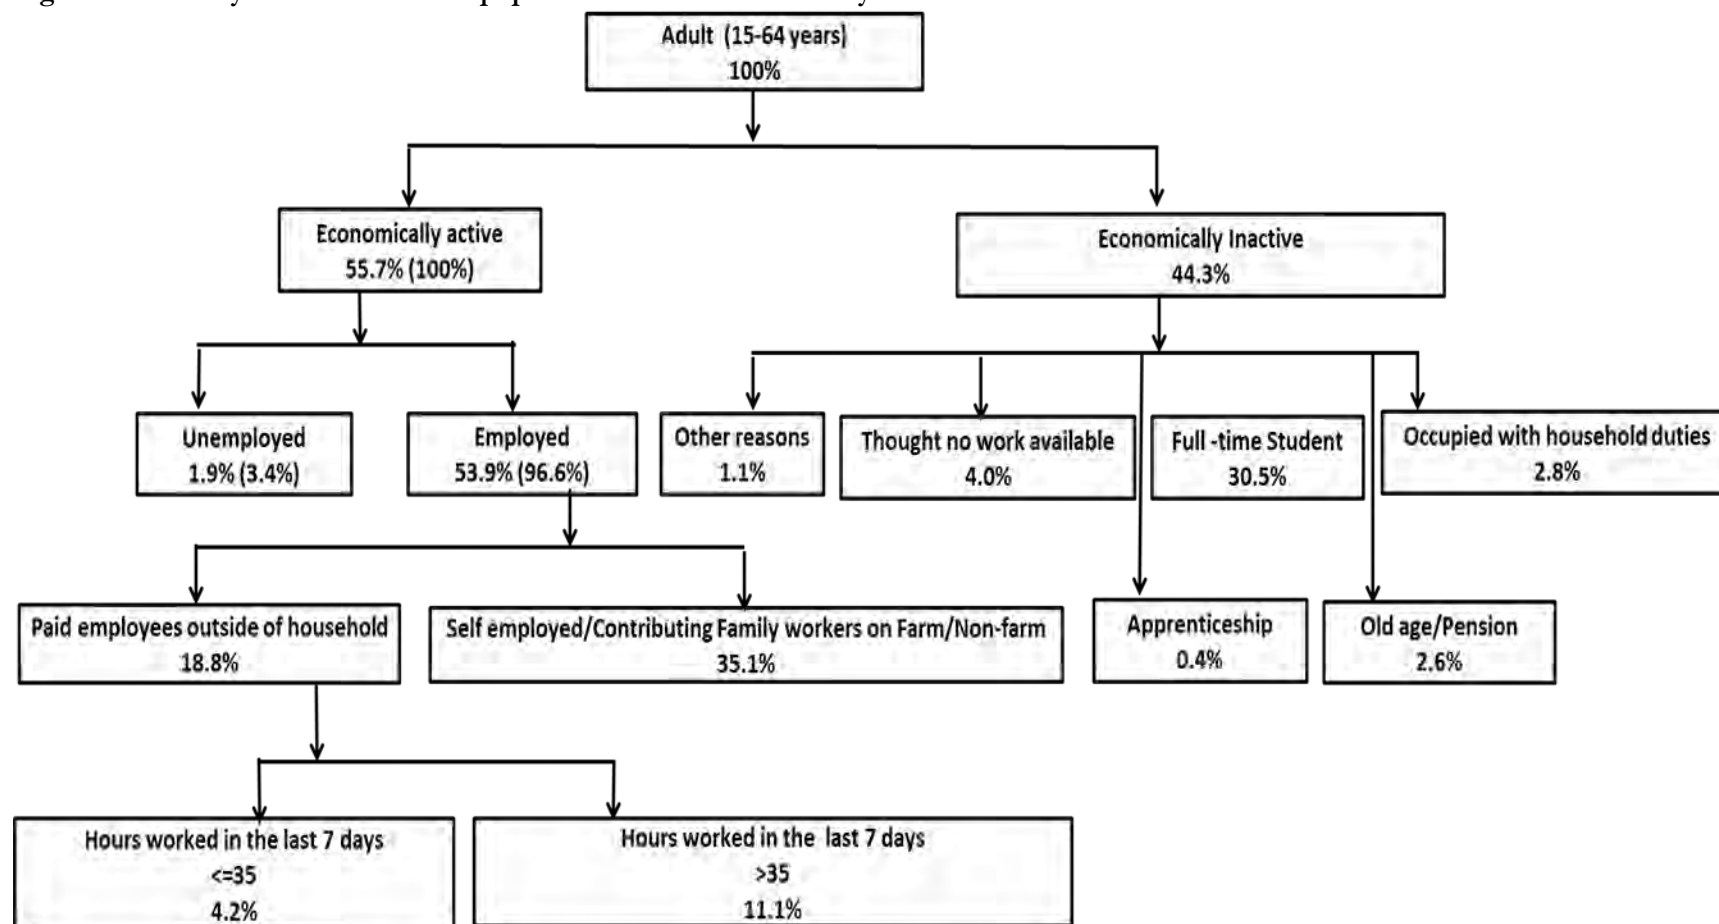 Adult (15-64 years)
100%
Economically active
55.7% (100%)
Economically Inactive
44.3%
Unemployed
1.9% (3.4%)
Employed
53.9% (96.6%)
Other reasons
1.1%
Thought no work available
4.0%
Full -time Student
30.5%
Occupied with household duties
2.8%
Paid employees outside of household
18.8%
Self employed/Contributing Family workers on Farm/Non-farm
35.1%
Apprenticeship
0.4%
Old age/Pension
2.6%
Hours worked in the last 7 days
<=35
4.2%
Hours worked in the last 7 days
>35
11.1%